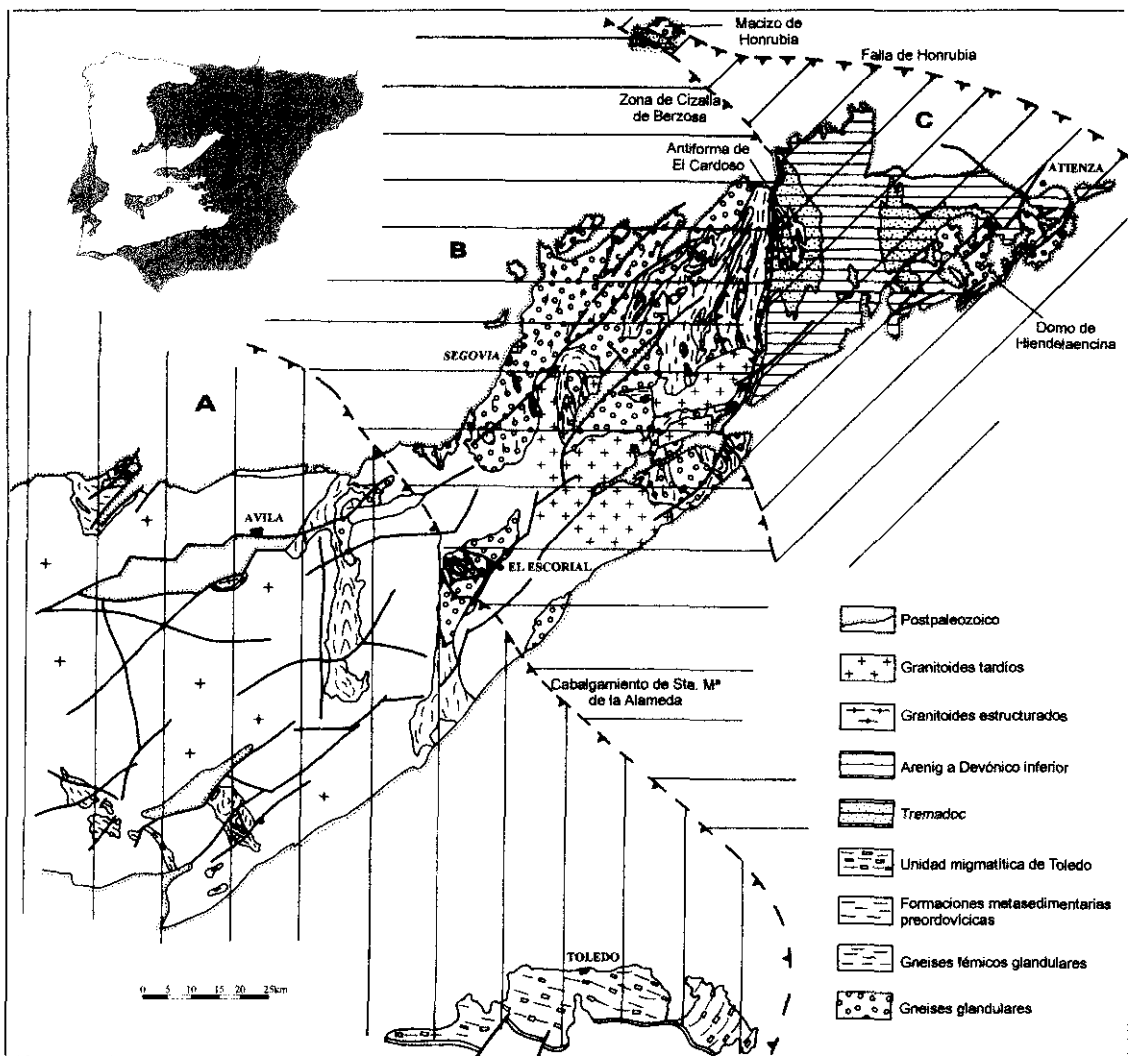 Macizo de
Honrubia
Falla de Honrubia
Zona de Cizalla
de Berzosa
C
Antiforma de
El Cardoso
ATIENZA
B
Domo de
Hiendelaencina
SEGOVIA
A
AVILA
EL ESCORIAL
Cabalgamiento de Sta. Mª
de la Alameda
TOLEDO
0 5 10 15 20 25km
Postpaleozoico
Granitoides tardíos
Granitoides estructurados
Arenig a Devónico inferior
Tremadoc
Unidad migmatítica de Toledo
Formaciones metasedimentarias
preordovícicas
Gneises fémicos glandulares
Gneises glandulares